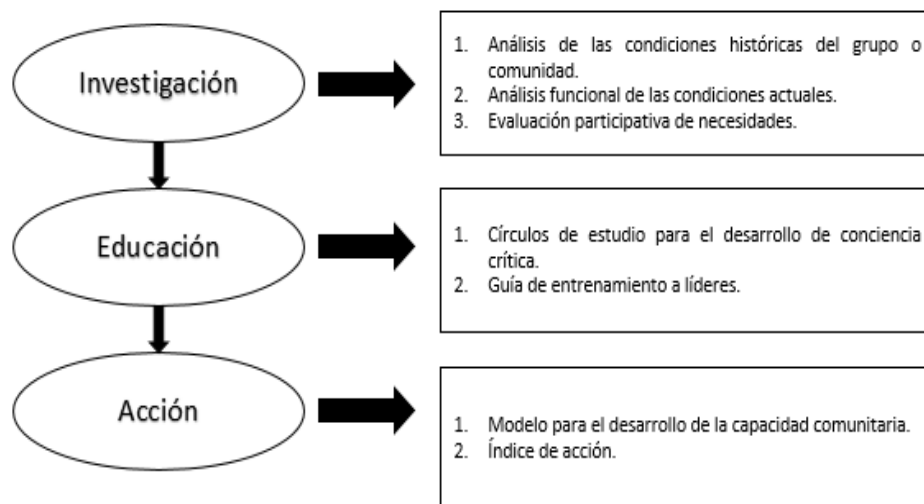 Investigación
1. Análisis de las condiciones históricas del grupo o
comunidad.
2. Análisis funcional de las condiciones actuales.
3. Evaluación participativa de necesidades.
Educación
1. Círculos de estudio para el desarrollo de conciencia
crítica.
2. Guía de entrenamiento a líderes.
Acción
1. Modelo para el desarrollo de la capacidad comunitaria.
2. Índice de acción.